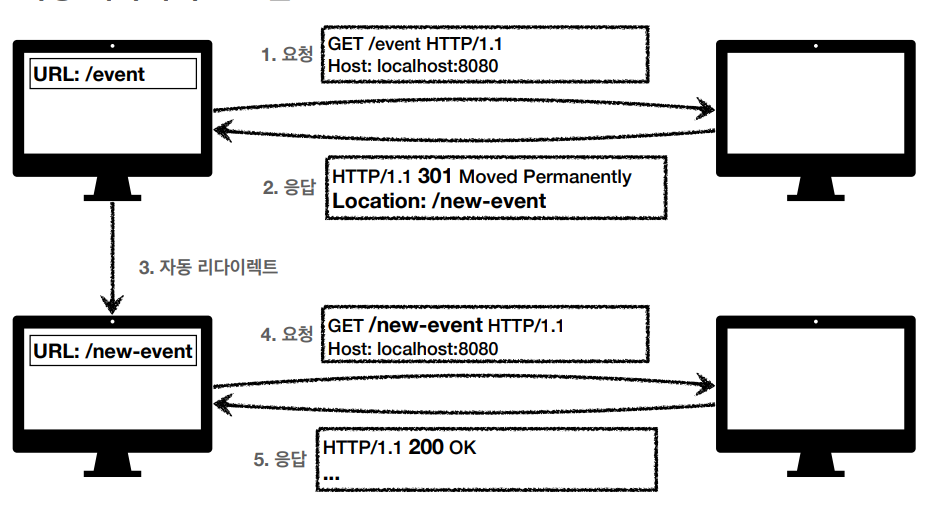 URL: /event
1. 요청
GET /event HTTP/1.1
Host: localhost:8080
2. 응답
HTTP/1.1 301 Moved Permanently
Location: /new-event
3. 자동 리다이렉트
URL: /new-event
4. 요청
GET /new-event HTTP/1.1
Host: localhost:8080
5. 응답
HTTP/1.1 200 OK
...